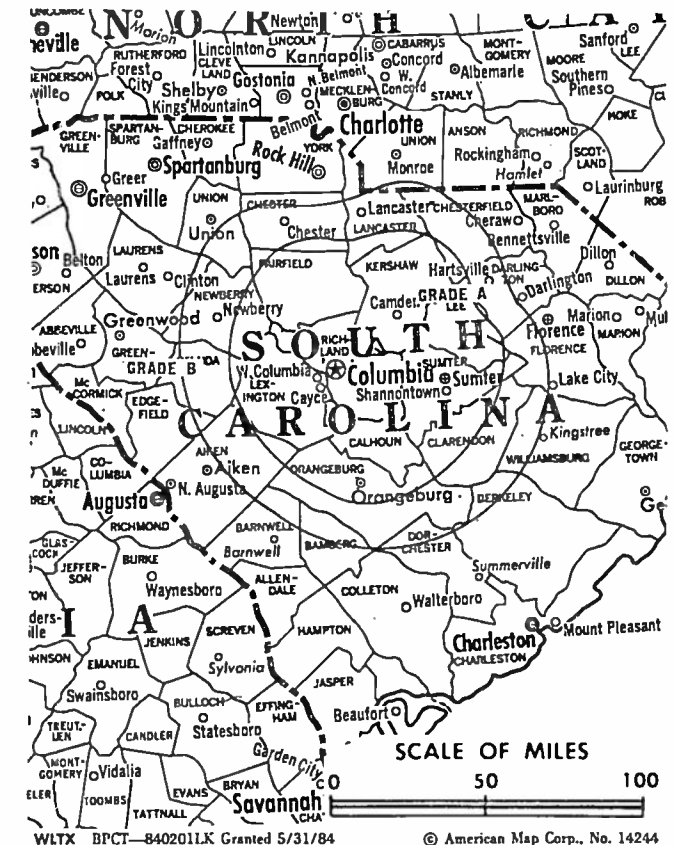 N O R T H
Marion
Newton
LINCOLN
CABARRUS
MONT-
GOMERY
Sanford
LEE
RUTHERFORD
Lincolnton
Kannapolis
Concord
MOORE
Forest
City
CLEVE
LAND
Gastonia
N. Belmont
W.
Concord
Albemarle
Southern
Pines
POLK
Shelby
Kings Mountain
MECKLEN-
BURG
STANLY
HOKE
Belmont
Charlotte
GREEN-
VILLE
SPARTAN-
BURG
CHEROKEE
Gaffney
YORK
UNION
ANSON
RICHMOND
SCOT-
LAND
Spartanburg
Rock Hill
Monroe
Rockingham
Hamlet
Greer
Greenville
Laurinburg
ROB
UNION
Union
CHESTER
Chester
Lancaster
LANCASTER
CHESTERFIELD
Cheraw
MARL-
BORO
Bennettsville
Belton
LAURENS
Laurens
Clinton
FAIRFIELD
KERSHAW
Hartsville
DARLING-
TON
Darlington
Dillon
DILLON
NEWBERRY
Newberry
Camden
GRADE A
LEE
Marion
MARION
Greenwood
Florence
FLORENCE
ABBEVILLE
GREEN-
GRADE B
S O U T H
RICH-
LAND
W. Columbia
Columbia
SUMTER
Sumter
Lake City
Mc
CORMICK
EDGE-
FIELD
LEX-
INGTON
Cayce
Shannontown
C A R O L I N A
LINCOLN
CALHOUN
CLARENDON
Kingstree
GEORGE-
TOWN
Mc
DUFFIE
CO-
LUMBIA
AIKEN
Aiken
ORANGEBURG
WILLIAMSBURG
Augusta
N. Augusta
Orangeburg
BERKELEY
RICHMOND
BARNWELL
Barnwell
BAMBERG
DOR-
CHESTER
GLAS-
COCK
JEFFER-
SON
BURKE
Summerville
Waynesboro
ALLEN-
DALE
COLLETON
Walterboro
I A
JENKINS
SCREVEN
HAMPTON
Charleston
CHARLESTON
Mount Pleasant
EMANUEL
Swainsboro
Sylvania
JASPER
BULLOCH
Statesboro
EFFING-
HAM
Beaufort
TREUT-
LEN
CANDLER
SCALE OF MILES
MONT-
GOMERY
Vidalia
Garden City
0 50 100
TOOMBS
EVANS
BRYAN
Savannah
CHA
TATTNALL
WLTX BPCT—840201LK Granted 5/31/84 © American Map Corp., No. 14244